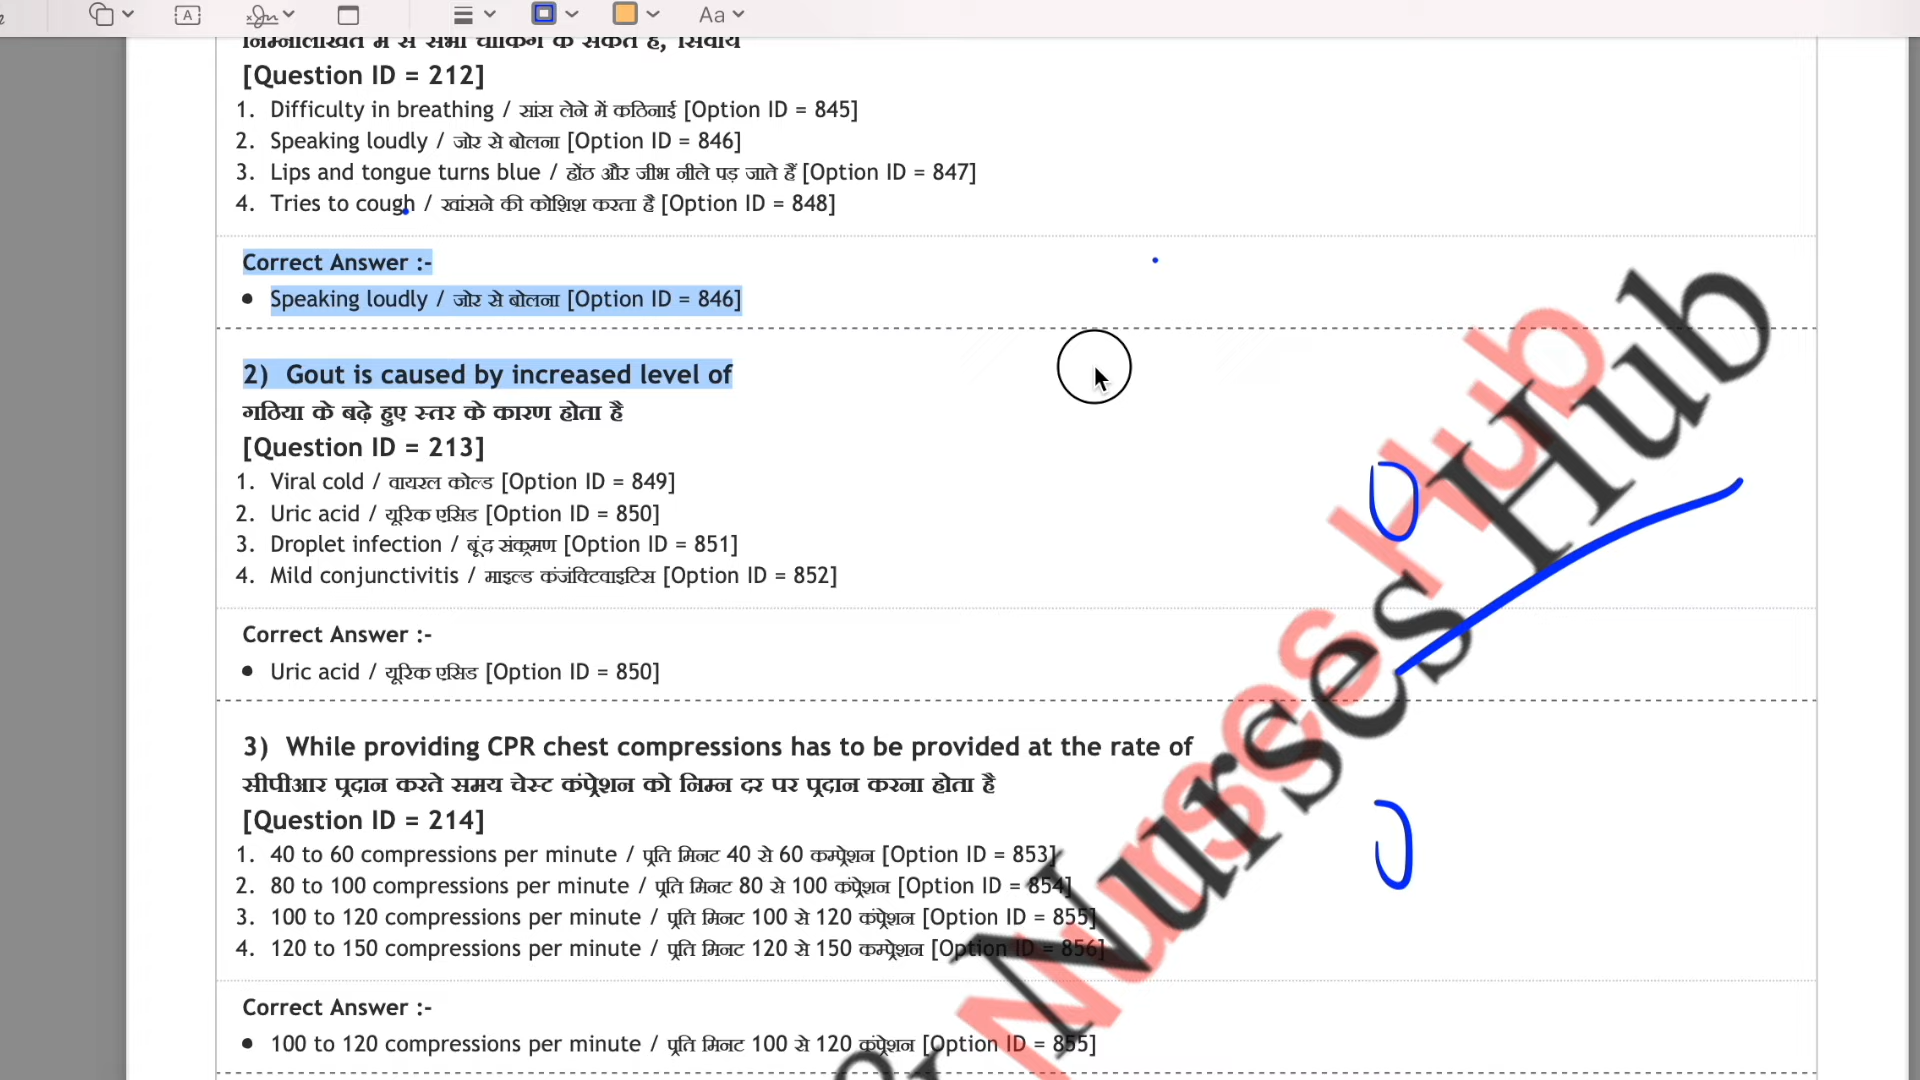 Aa
निम्नलिखित में से सभी चोकिंग के संकेत हैं, सिवाय
[Question ID = 212]
1. Difficulty in breathing / सांस लेने में कठिनाई [Option ID = 845]
2. Speaking loudly / जोर से बोलना [Option ID = 846]
3. Lips and tongue turns blue / होंठ और जीभ नीले पड़ जाते हैं [Option ID = 847]
4. Tries to cough / खांसने की कोशिश करता है [Option ID = 848]
Correct Answer :-
• Speaking loudly / जोर से बोलना [Option ID = 846]
2) Gout is caused by increased level of
गठिया के बढ़े हुए स्तर के कारण होता है
[Question ID = 213]
1. Viral cold / वायरल कोल्ड [Option ID = 849]
2. Uric acid / यूरिक एसिड [Option ID = 850]
3. Droplet infection / बूंद संक्रमण [Option ID = 851]
4. Mild conjunctivitis / माइल्ड कंजंक्टिवाइटिस [Option ID = 852]
Correct Answer :-
• Uric acid / यूरिक एसिड [Option ID = 850]
3) While providing CPR chest compressions has to be provided at the rate of
सीपीआर प्रदान करते समय चेस्ट कंप्रेशन को निम्न दर पर प्रदान करना होता है
[Question ID = 214]
1. 40 to 60 compressions per minute / प्रति मिनट 40 से 60 कम्प्रेशन [Option ID = 853]
2. 80 to 100 compressions per minute / प्रति मिनट 80 से 100 कंप्रेशन [Option ID = 854]
3. 100 to 120 compressions per minute / प्रति मिनट 100 से 120 कंप्रेशन [Option ID = 855]
4. 120 to 150 compressions per minute / प्रति मिनट 120 से 150 कम्प्रेशन [Option ID = 856]
Correct Answer :-
• 100 to 120 compressions per minute / प्रति मिनट 100 से 120 कंप्रेशन [Option ID = 855]
Nurses Hub
Nurses Hub